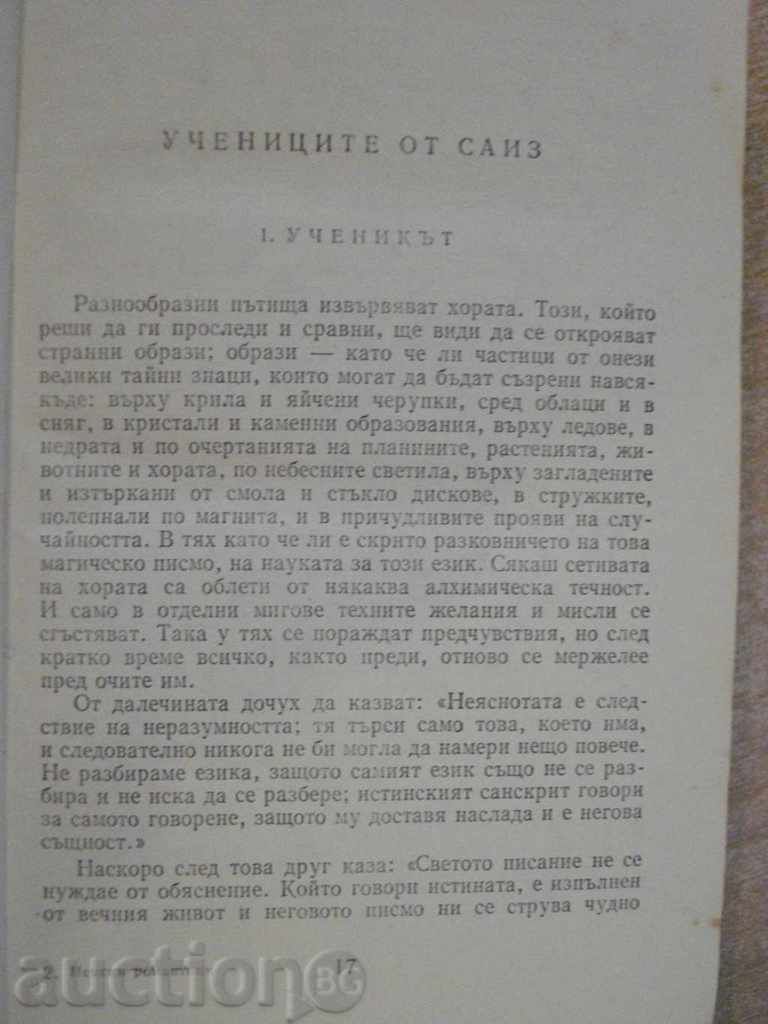 УЧЕНИЦИТЕ ОТ САИЗ
1. УЧЕНИКЪТ
Разнообразни пътища извървяват хората. Този, който
реши да ги проследи и сравни, ще види да се открояват
странни образи; образи — като че ли частици от онези
велики тайни знаци, които могат да бъдат съзрени нався-
къде: върху крила и яйчени черупки, сред облаци и в
сняг, в кристали и каменни образования, върху ледове, в
недрата и по очертанията на планините, растенията, жи-
вотните и хората, по небесните светила, върху загладените
и изтъркани от смола и стъкло дискове, в стружките,
полепнали по магнита, и в причудливите прояви на слу-
чайността. В тях като че ли е скрито разковничето на това
магическо писмо, на науката за този език. Сякаш сетивата
на хората са облети от някаква алхимическа течност.
И само в отделни мигове техните желания и мисли се
сгъстяват. Така у тях се пораждат предчувствия, но след
кратко време всичко, както преди, отново се мержелее
пред очите им.
От далечината дочух да казват: «Неяснотата е след-
ствие на неразумността; тя търси само това, което има,
и следователно никога не би могла да намери нещо повече.
Не разбираме езика, защото самият език също не се раз-
бира и не иска да се разбере; истинският санскрит говори
за самото говорене, защото му доставя наслада и е негова
същност.»
Наскоро след това друг каза: «Светото писание не се
нуждае от обяснение. Който говори истината, е изпълнен
от вечния живот и неговото писмо ни се струва чудно
2. 17
auction BG